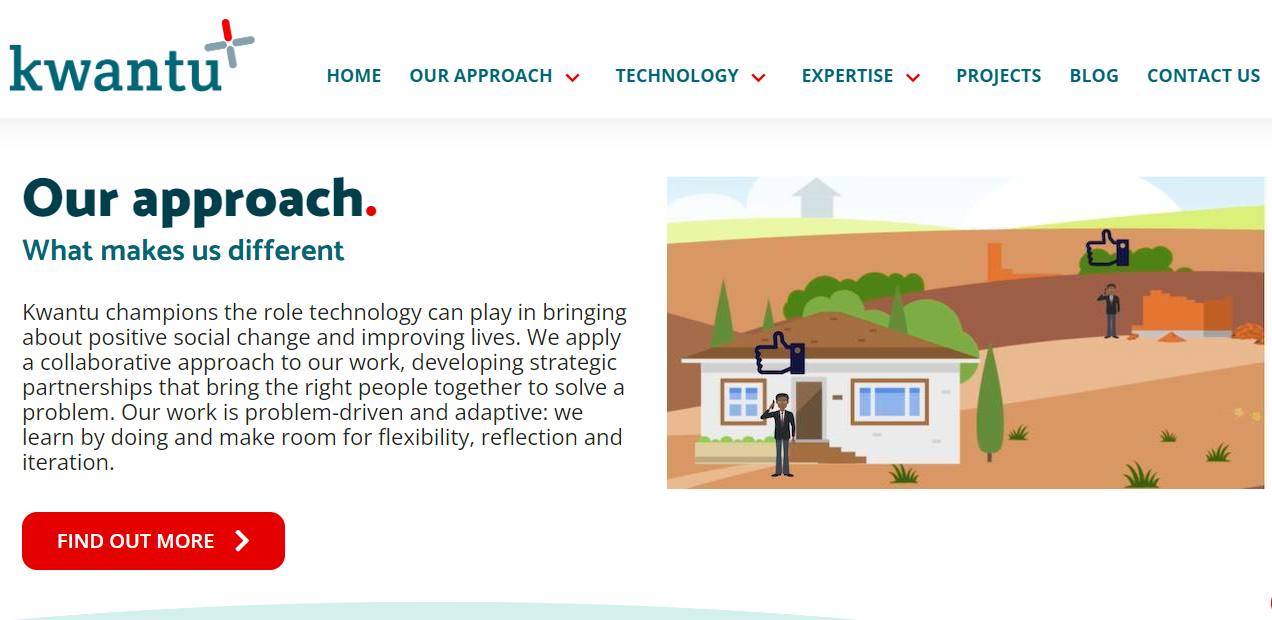 kwantu
HOME OUR APPROACH TECHNOLOGY EXPERTISE PROJECTS BLOG CONTACT US
Our approach.
What makes us different
Kwantu champions the role technology can play in bringing
about positive social change and improving lives. We apply
a collaborative approach to our work, developing strategic
partnerships that bring the right people together to solve a
problem. Our work is problem-driven and adaptive: we
learn by doing and make room for flexibility, reflection and
iteration.
FIND OUT MORE